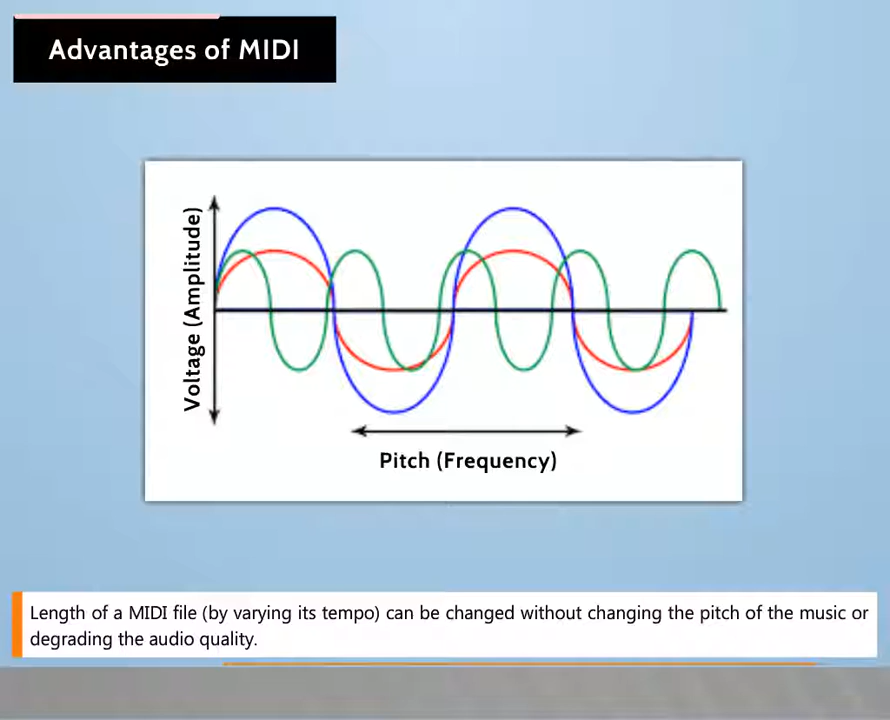 Advantages of MIDI
Voltage (Amplitude)
Pitch (Frequency)
Length of a MIDI file (by varying its tempo) can be changed without changing the pitch of the music or
degrading the audio quality.